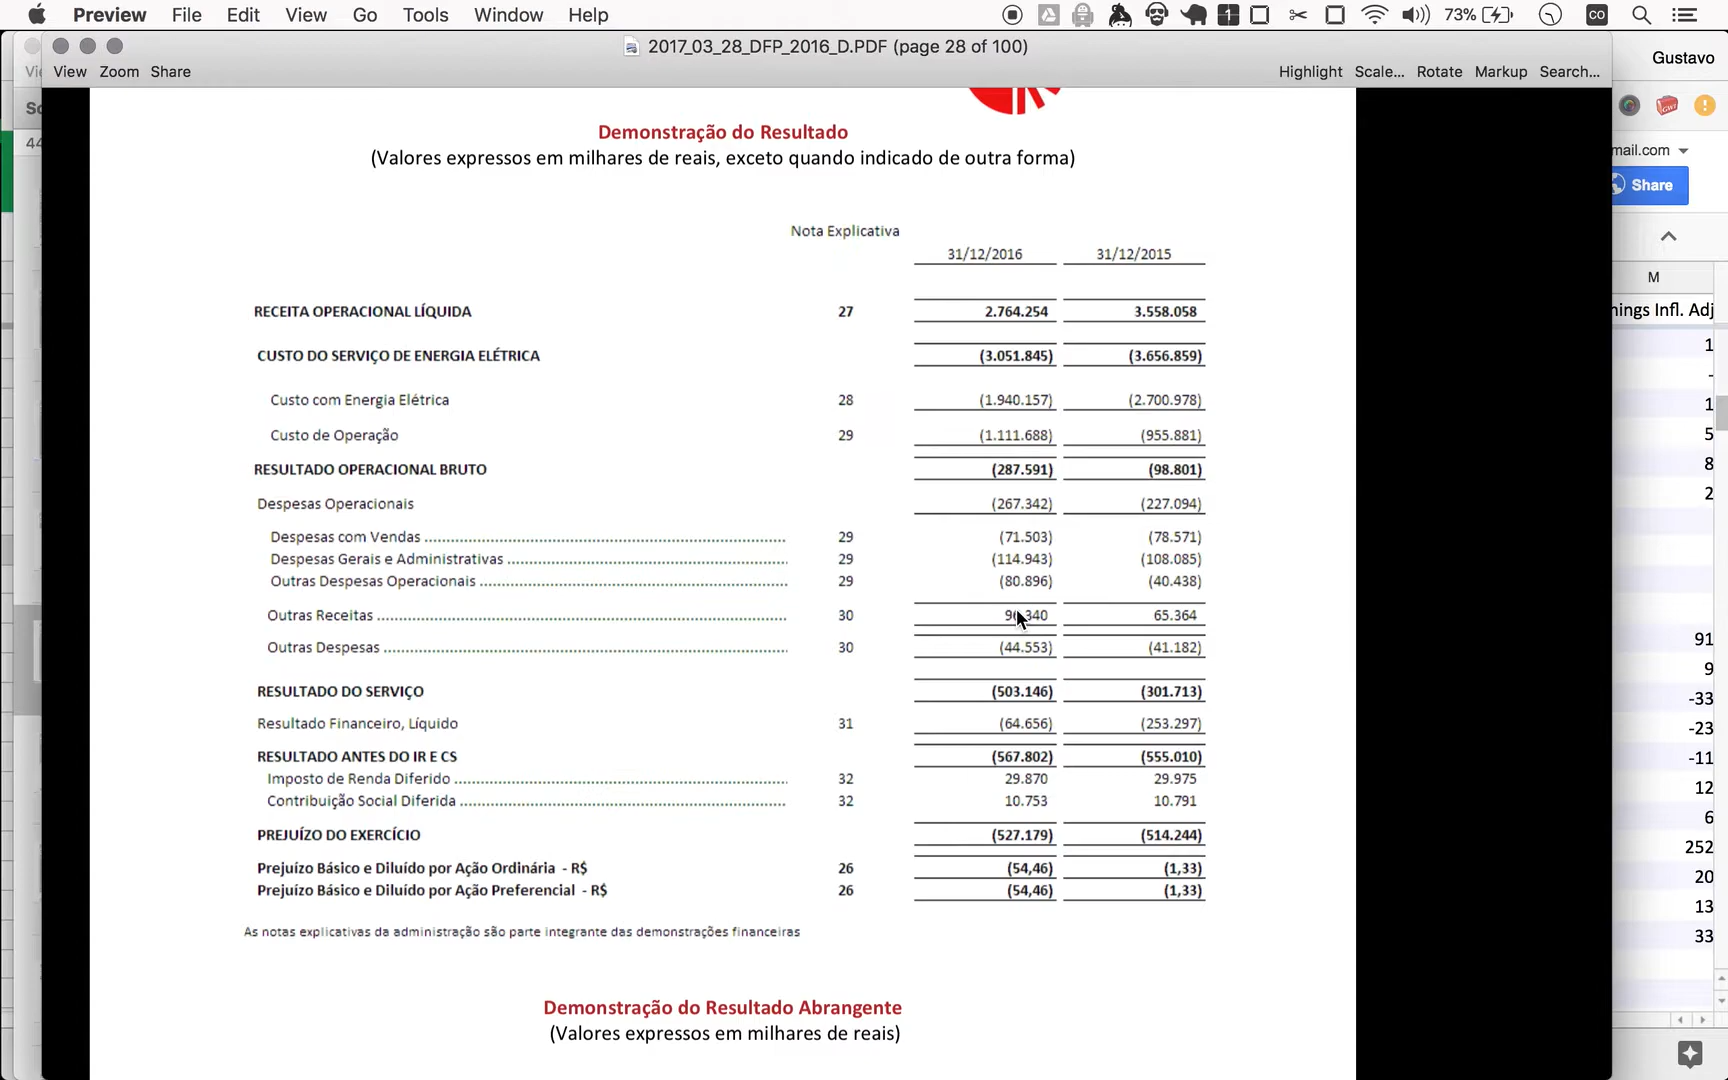 Preview File Edit View Go Tools Window Help 73% CO
2017_03_28_DFP_2016_D.PDF (page 28 of 100)
View Zoom Share Highlight Scale... Rotate Markup Search...
Gustavo
mail.com
Share
44
M
Demonstração do Resultado
(Valores expressos em milhares de reais, exceto quando indicado de outra forma)
Nota Explicativa
31/12/2016 31/12/2015
RECEITA OPERACIONAL LÍQUIDA 27 2.764.254 3.558.058
CUSTO DO SERVIÇO DE ENERGIA ELÉTRICA (3.051.845) (3.656.859)
Custo com Energia Elétrica 28 (1.940.157) (2.700.978)
Custo de Operação 29 (1.111.688) (955.881)
RESULTADO OPERACIONAL BRUTO (287.591) (98.801)
Despesas Operacionais (267.342) (227.094)
Despesas com Vendas 29 (71.503) (78.571)
Despesas Gerais e Administrativas 29 (114.943) (108.085)
Outras Despesas Operacionais 29 (80.896) (40.438)
Outras Receitas 30 65.364
Outras Despesas 30 (44.553) (41.182)
RESULTADO DO SERVIÇO (503.146) (301.713)
Resultado Financeiro, Líquido 31 (64.656) (253.297)
RESULTADO ANTES DO IR E CS (567.802) (555.010)
Imposto de Renda Diferido 32 29.870 29.975
Contribuição Social Diferida 32 10.753 10.791
PREJUÍZO DO EXERCÍCIO (527.179) (514.244)
Prejuízo Básico e Diluído por Ação Ordinária - R$ 26 (54,46) (1,33)
Prejuízo Básico e Diluído por Ação Preferencial - R$ 26 (54,46) (1,33)
As notas explicativas da administração são parte integrante das demonstrações financeiras
Demonstração do Resultado Abrangente
(Valores expressos em milhares de reais)
nings Infl. Adj
1
-
1
5
8
2
91
9
-33
-23
-11
12
6
252
20
13
33